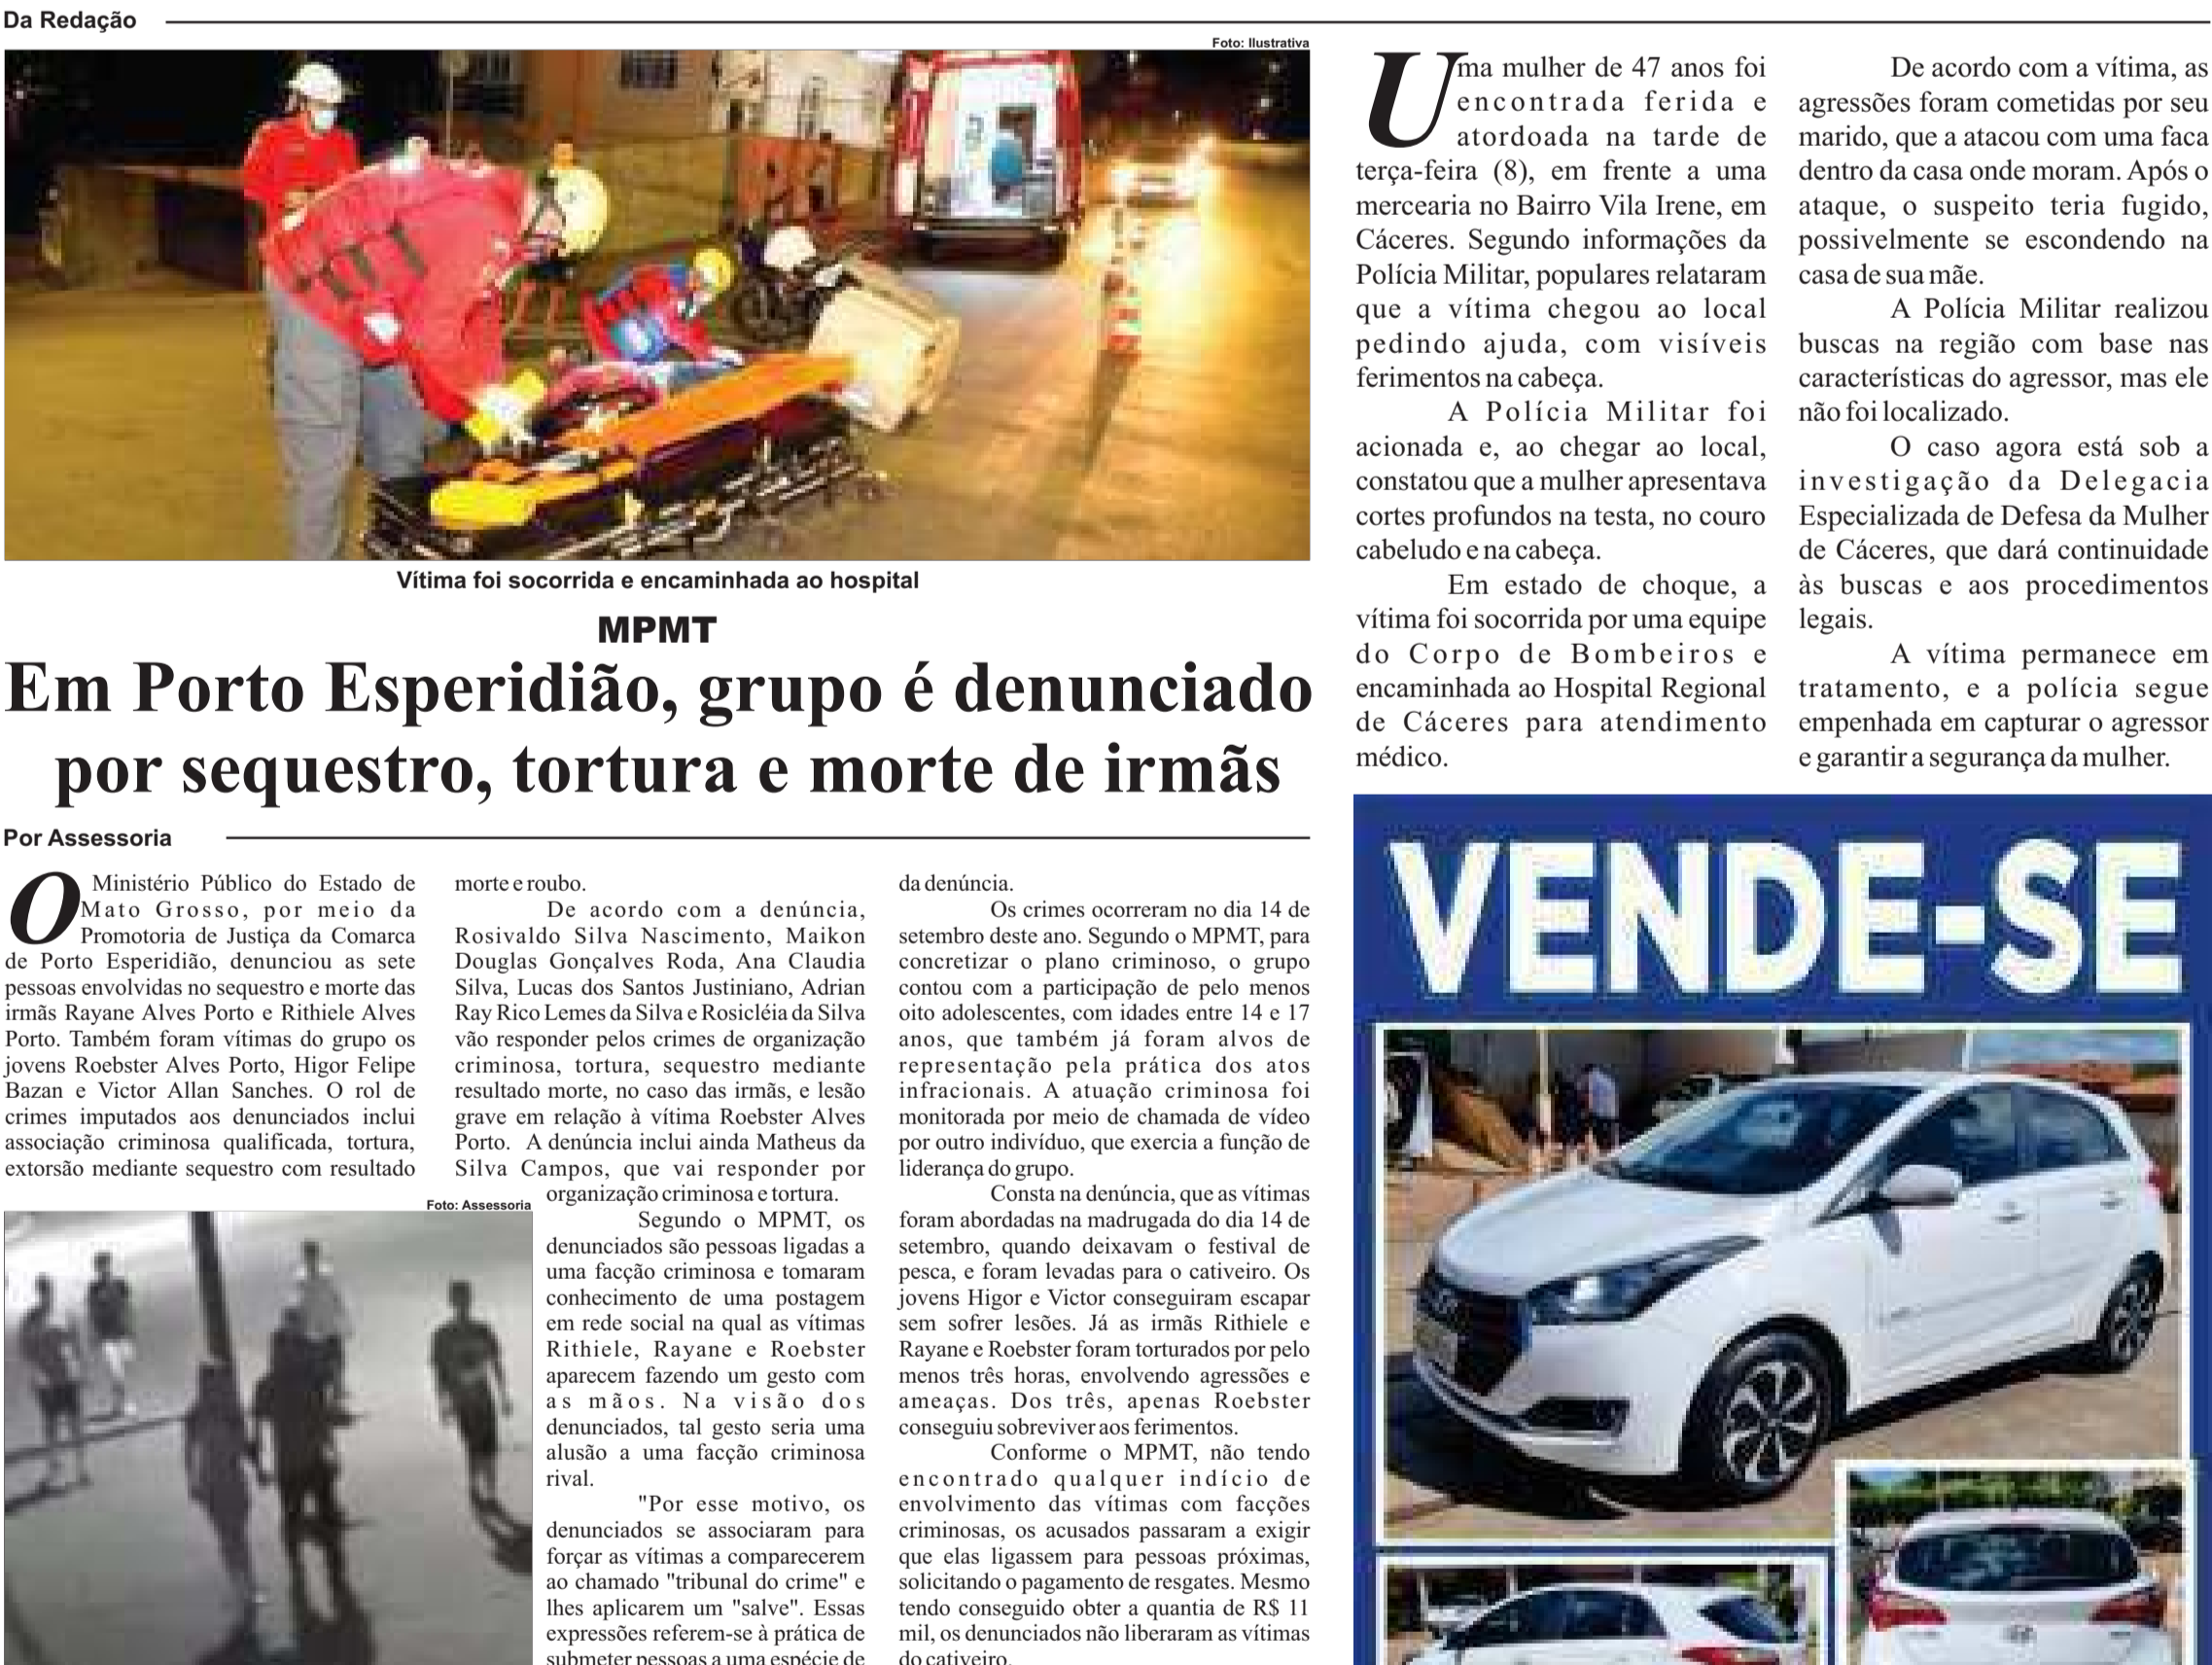 Da Redação
Foto: Ilustrativa
Vítima foi socorrida e encaminhada ao hospital
Uma mulher de 47 anos foi
encontrada ferida e
atordoada na tarde de
terça-feira (8), em frente a uma
mercearia no Bairro Vila Irene, em
Cáceres. Segundo informações da
Polícia Militar, populares relataram
que a vítima chegou ao local
pedindo ajuda, com visíveis
ferimentos na cabeça.
A Polícia Militar foi
acionada e, ao chegar ao local,
constatou que a mulher apresentava
cortes profundos na testa, no couro
cabeludo e na cabeça.
Em estado de choque, a
vítima foi socorrida por uma equipe
do Corpo de Bombeiros e
encaminhada ao Hospital Regional
de Cáceres para atendimento
médico.
De acordo com a vítima, as
agressões foram cometidas por seu
marido, que a atacou com uma faca
dentro da casa onde moram. Após o
ataque, o suspeito teria fugido,
possivelmente se escondendo na
casa de sua mãe.
A Polícia Militar realizou
buscas na região com base nas
características do agressor, mas ele
não foi localizado.
O caso agora está sob a
investigação da Delegacia
Especializada de Defesa da Mulher
de Cáceres, que dará continuidade
às buscas e aos procedimentos
legais.
A vítima permanece em
tratamento, e a polícia segue
empenhada em capturar o agressor
e garantir a segurança da mulher.
MPMT
Em Porto Esperidião, grupo é denunciado
por sequestro, tortura e morte de irmãs
Por Assessoria
O Ministério Público do Estado de
Mato Grosso, por meio da
Promotoria de Justiça da Comarca
de Porto Esperidião, denunciou as sete
pessoas envolvidas no sequestro e morte das
irmãs Rayane Alves Porto e Rithiele Alves
Porto. Também foram vítimas do grupo os
jovens Roebster Alves Porto, Higor Felipe
Bazan e Victor Allan Sanches. O rol de
crimes imputados aos denunciados inclui
associação criminosa qualificada, tortura,
extorsão mediante sequestro com resultado
Foto: Assessoria
morte e roubo.
De acordo com a denúncia,
Rosivaldo Silva Nascimento, Maikon
Douglas Gonçalves Roda, Ana Claudia
Silva, Lucas dos Santos Justiniano, Adrian
Ray Rico Lemes da Silva e Rosicléia da Silva
vão responder pelos crimes de organização
criminosa, tortura, sequestro mediante
resultado morte, no caso das irmãs, e lesão
grave em relação à vítima Roebster Alves
Porto. A denúncia inclui ainda Matheus da
Silva Campos, que vai responder por
organização criminosa e tortura.
Segundo o MPMT, os
denunciados são pessoas ligadas a
uma facção criminosa e tomaram
conhecimento de uma postagem
em rede social na qual as vítimas
Rithiele, Rayane e Roebster
aparecem fazendo um gesto com
as mãos. Na visão dos
denunciados, tal gesto seria uma
alusão a uma facção criminosa
rival.
"Por esse motivo, os
denunciados se associaram para
forçar as vítimas a comparecerem
ao chamado "tribunal do crime" e
lhes aplicarem um "salve". Essas
expressões referem-se à prática de
submeter pessoas a uma espécie de
da denúncia.
Os crimes ocorreram no dia 14 de
setembro deste ano. Segundo o MPMT, para
concretizar o plano criminoso, o grupo
contou com a participação de pelo menos
oito adolescentes, com idades entre 14 e 17
anos, que também já foram alvos de
representação pela prática dos atos
infracionais. A atuação criminosa foi
monitorada por meio de chamada de vídeo
por outro indivíduo, que exercia a função de
liderança do grupo.
Consta na denúncia, que as vítimas
foram abordadas na madrugada do dia 14 de
setembro, quando deixavam o festival de
pesca, e foram levadas para o cativeiro. Os
jovens Higor e Victor conseguiram escapar
sem sofrer lesões. Já as irmãs Rithiele e
Rayane e Roebster foram torturados por pelo
menos três horas, envolvendo agressões e
ameaças. Dos três, apenas Roebster
conseguiu sobreviver aos ferimentos.
Conforme o MPMT, não tendo
encontrado qualquer indício de
envolvimento das vítimas com facções
criminosas, os acusados passaram a exigir
que elas ligassem para pessoas próximas,
solicitando o pagamento de resgates. Mesmo
tendo conseguido obter a quantia de R$ 11
mil, os denunciados não liberaram as vítimas
do cativeiro.
VENDE-SE